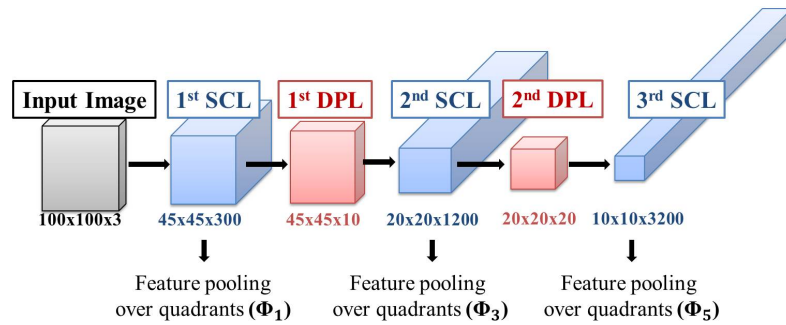 Input Image
1st SCL
1st DPL
2nd SCL
2nd DPL
3rd SCL
100x100x3
45x45x300
45x45x10
20x20x1200
20x20x20
10x10x3200
Feature pooling
over quadrants (Φ1)
Feature pooling
over quadrants (Φ3)
Feature pooling
over quadrants (Φ5)